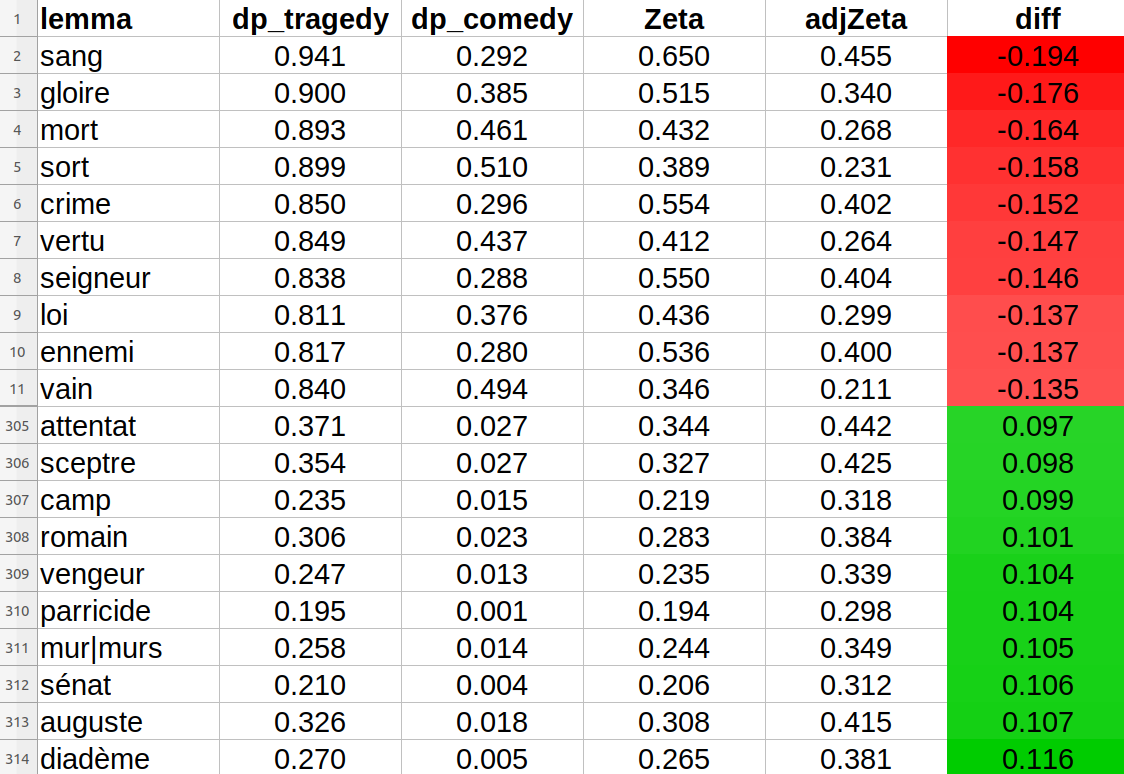 1 lemma dp_tragedy dp_comedy Zeta adjZeta diff
2 sang 0.941 0.292 0.650 0.455 -0.194
3 gloire 0.900 0.385 0.515 0.340 -0.176
4 mort 0.893 0.461 0.432 0.268 -0.164
5 sort 0.899 0.510 0.389 0.231 -0.158
6 crime 0.850 0.296 0.554 0.402 -0.152
7 vertu 0.849 0.437 0.412 0.264 -0.147
8 seigneur 0.838 0.288 0.550 0.404 -0.146
9 loi 0.811 0.376 0.436 0.299 -0.137
10 ennemi 0.817 0.280 0.536 0.400 -0.137
11 vain 0.840 0.494 0.346 0.211 -0.135
305 attentat 0.371 0.027 0.344 0.442 0.097
306 sceptre 0.354 0.027 0.327 0.425 0.098
307 camp 0.235 0.015 0.219 0.318 0.099
308 romain 0.306 0.023 0.283 0.384 0.101
309 vengeur 0.247 0.013 0.235 0.339 0.104
310 parricide 0.195 0.001 0.194 0.298 0.104
311 mur|murs 0.258 0.014 0.244 0.349 0.105
312 sénat 0.210 0.004 0.206 0.312 0.106
313 auguste 0.326 0.018 0.308 0.415 0.107
314 diadème 0.270 0.005 0.265 0.381 0.116